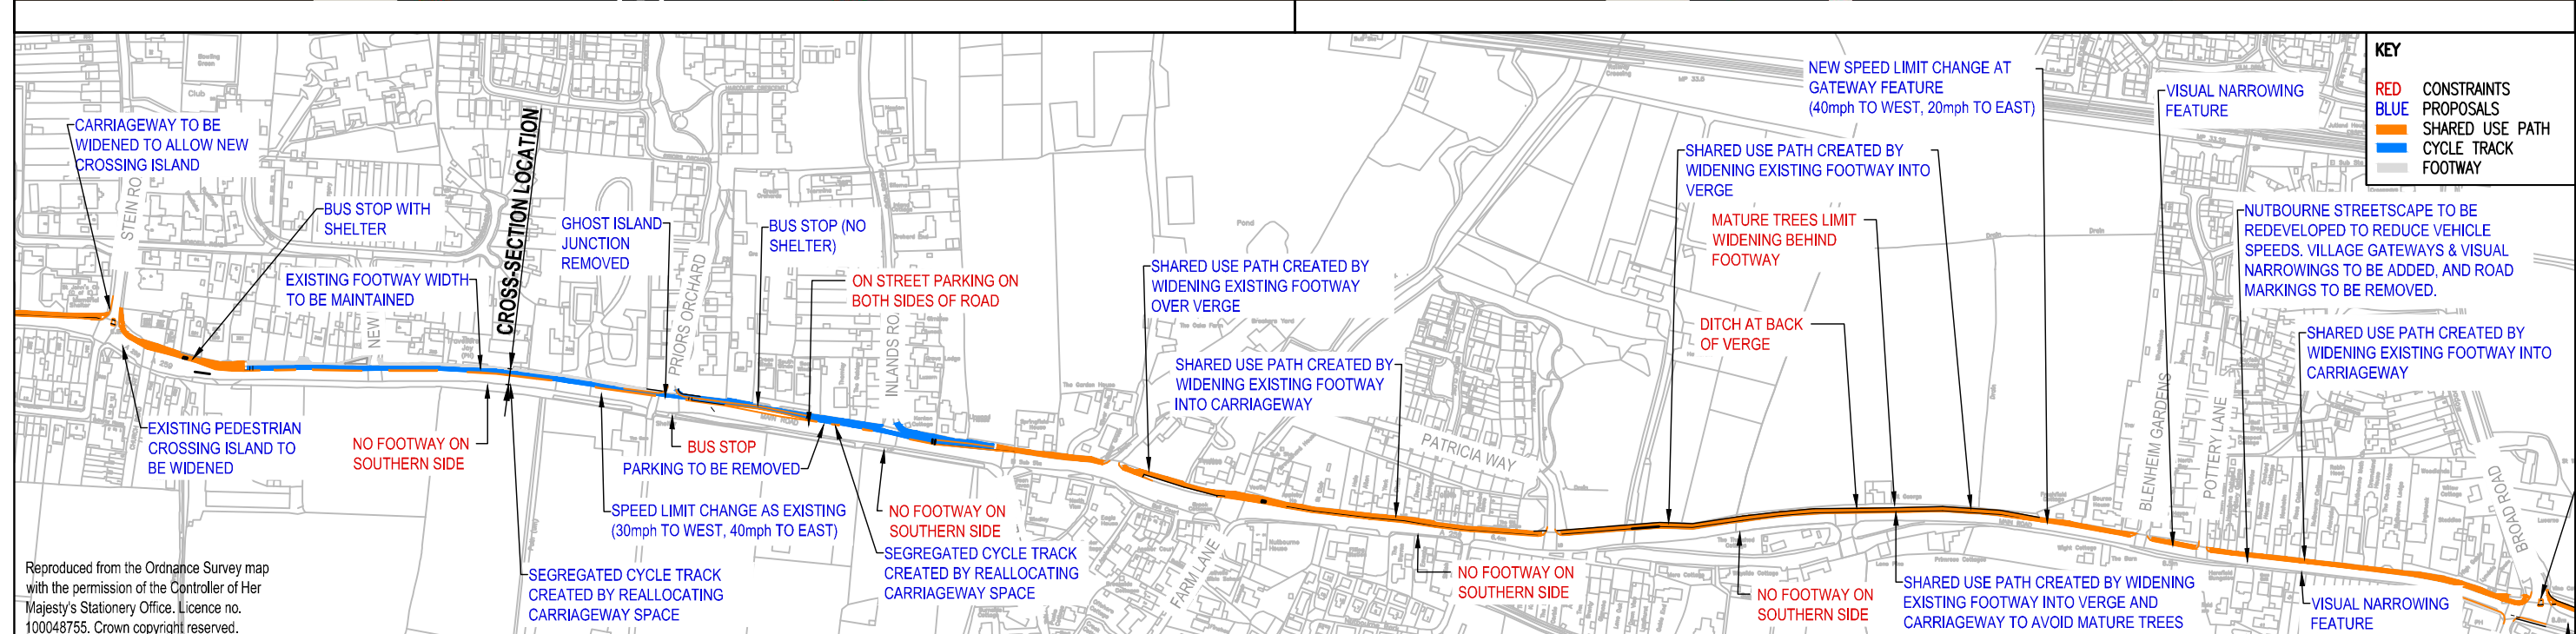 KEY
RED CONSTRAINTS
BLUE PROPOSALS
SHARED USE PATH
CYCLE TRACK
FOOTWAY
CARRIAGEWAY TO BE
WIDENED TO ALLOW NEW
CROSSING ISLAND
STEIN RO
BUS STOP WITH
SHELTER
EXISTING FOOTWAY WIDTH
TO BE MAINTAINED
NEW
CROSS-SECTION LOCATION
GHOST ISLAND
JUNCTION
REMOVED
PRIORS ORCHARD
BUS STOP (NO
SHELTER)
ON STREET PARKING ON
BOTH SIDES OF ROAD
INLANDS RO
EXISTING PEDESTRIAN
CROSSING ISLAND TO
BE WIDENED
NO FOOTWAY ON
SOUTHERN SIDE
BUS STOP
PARKING TO BE REMOVED
SPEED LIMIT CHANGE AS EXISTING
(30mph TO WEST, 40mph TO EAST)
NO FOOTWAY ON
SOUTHERN SIDE
SEGREGATED CYCLE TRACK
CREATED BY REALLOCATING
CARRIAGEWAY SPACE
SEGREGATED CYCLE TRACK
CREATED BY REALLOCATING
CARRIAGEWAY SPACE
SHARED USE PATH CREATED BY
WIDENING EXISTING FOOTWAY
OVER VERGE
SHARED USE PATH CREATED BY
WIDENING EXISTING FOOTWAY
INTO CARRIAGEWAY
FARM LANE
PATRICIA WAY
Pond
NO FOOTWAY ON
SOUTHERN SIDE
NEW SPEED LIMIT CHANGE AT
GATEWAY FEATURE
(40mph TO WEST, 20mph TO EAST)
SHARED USE PATH CREATED BY
WIDENING EXISTING FOOTWAY INTO
VERGE
MATURE TREES LIMIT
WIDENING BEHIND
FOOTWAY
DITCH AT BACK
OF VERGE
NO FOOTWAY ON
SOUTHERN SIDE
SHARED USE PATH CREATED BY WIDENING
EXISTING FOOTWAY INTO VERGE AND
CARRIAGEWAY TO AVOID MATURE TREES
VISUAL NARROWING
FEATURE
NUTBOURNE STREETSCAPE TO BE
REDEVELOPED TO REDUCE VEHICLE
SPEEDS. VILLAGE GATEWAYS & VISUAL
NARROWINGS TO BE ADDED, AND ROAD
MARKINGS TO BE REMOVED.
SHARED USE PATH CREATED BY
WIDENING EXISTING FOOTWAY INTO
CARRIAGEWAY
BLENHEIM GARDENS
POTTERY LANE
BROAD ROAD
VISUAL NARROWING
FEATURE
Reproduced from the Ordnance Survey map
with the permission of the Controller of Her
Majesty's Stationery Office. Licence no.
100048755. Crown copyright reserved.